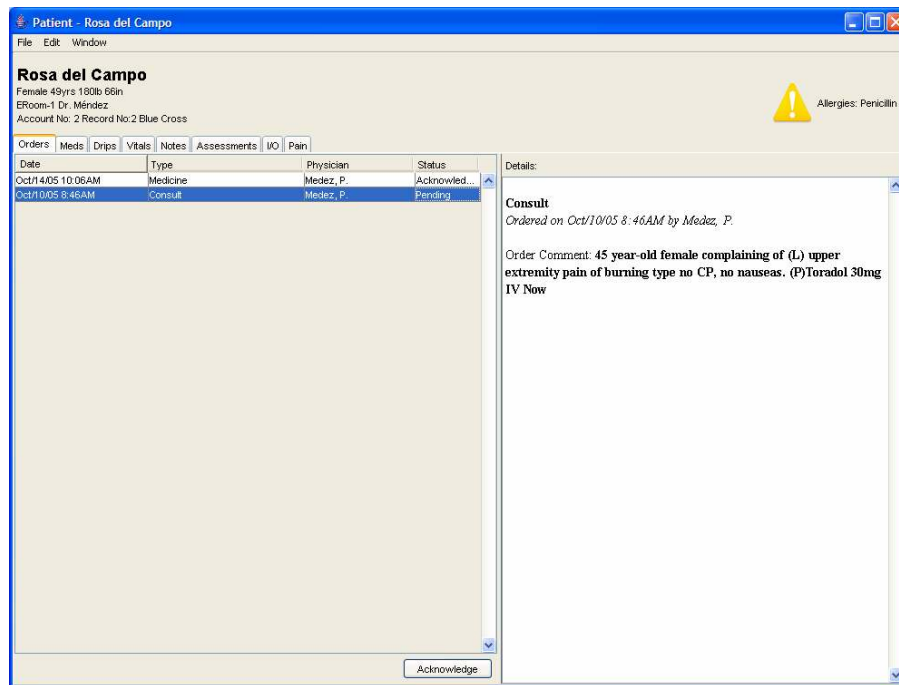 Patient - Rosa del Campo
File Edit Window
Rosa del Campo
Female 49yrs 180lb 66in
ERoom-1 Dr. Méndez
Account No: 2 Record No:2 Blue Cross
Allergies: Penicillin
Orders Meds Drips Vitals Notes Assessments I/O Pain
Date Type Physician Status
Oct/14/05 10:06AM Medicine Medez, P. Acknowled...
Oct/10/05 8:46AM Consult Medez, P. Pending
Acknowledge
Details:
Consult
Ordered on Oct/10/05 8:46AM by Medez, P.
Order Comment: 45 year-old female complaining of (L) upper
extremity pain of burning type no CP, no nauseas. (P)Toradol 30mg
IV Now